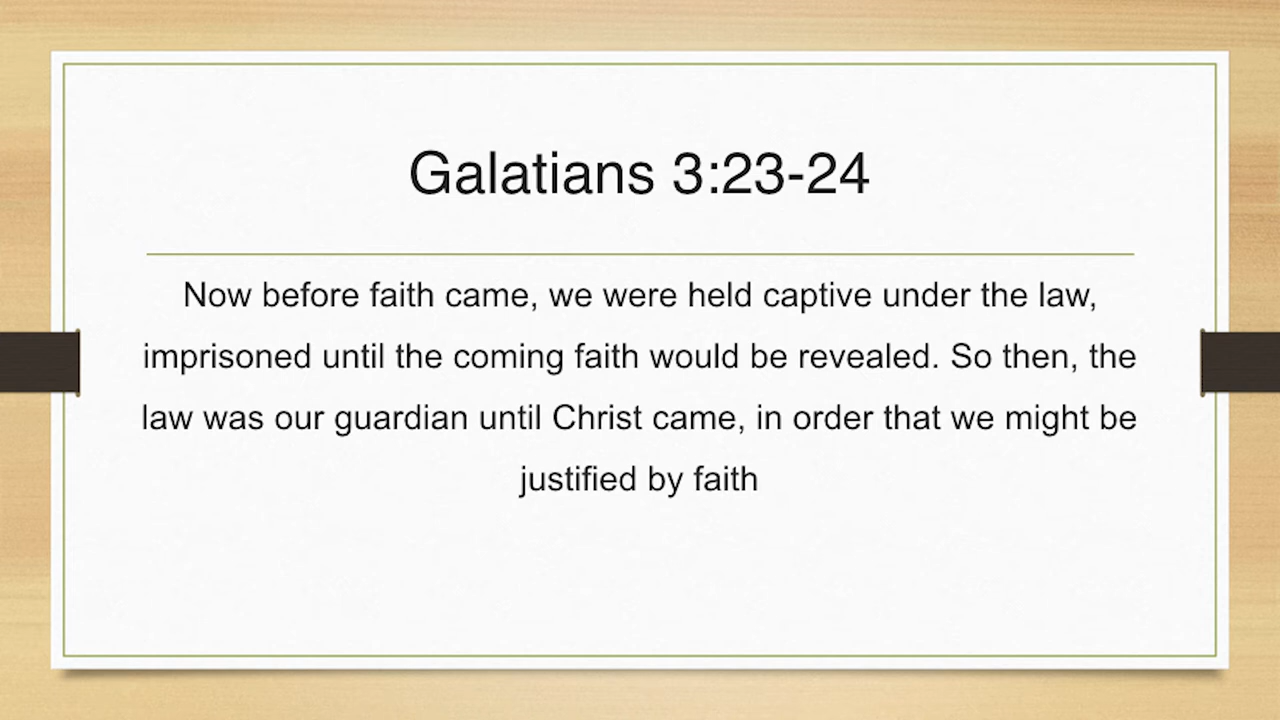 Galatians 3:23-24
Now before faith came, we were held captive under the law,
imprisoned until the coming faith would be revealed. So then, the
law was our guardian until Christ came, in order that we might be
justified by faith